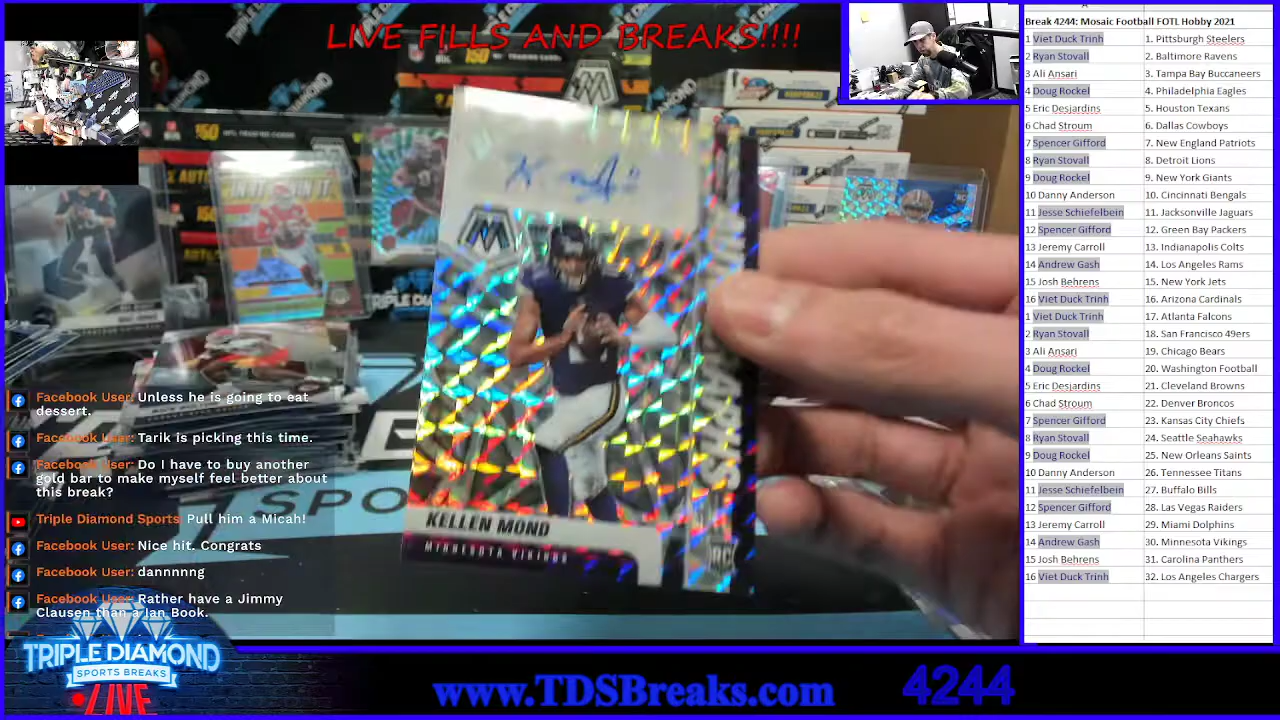 LIVE FILLS AND BREAKS!!!!
KELLEN MOND
MINNESOTA VIKINGS
RC
Facebook User: Unless he is going to eat
dessert.
Facebook User: Tarik is picking this time.
Facebook User: Do I have to buy another
gold bar to make myself feel better about
this break?
Triple Diamond Sports Pull him a Micah!
Facebook User: Nice hit. Congrats
Facebook User: dannnnng
Facebook User: Rather have a Jimmy
Clausen than a Ian Book.
TRIPLE DIAMOND
SPORTS BREAKS
LIVE
www.TDSBreaks.com
4244
Break 4244: Mosaic Football FOTL Hobby 2021
1 Viet Duck Trinh 1. Pittsburgh Steelers
2 Ryan Stovall 2. Baltimore Ravens
3 Ali Ansari 3. Tampa Bay Buccaneers
4 Doug Rockel 4. Philadelphia Eagles
5 Eric Desjardins 5. Houston Texans
6 Chad Stroum 6. Dallas Cowboys
7 Spencer Gifford 7. New England Patriots
8 Ryan Stovall 8. Detroit Lions
9 Doug Rockel 9. New York Giants
10 Danny Anderson 10. Cincinnati Bengals
11 Jesse Schiefelbein 11. Jacksonville Jaguars
12 Spencer Gifford 12. Green Bay Packers
13 Jeremy Carroll 13. Indianapolis Colts
14 Andrew Gash 14. Los Angeles Rams
15 Josh Behrens 15. New York Jets
16 Viet Duck Trinh 16. Arizona Cardinals
1 Viet Duck Trinh 17. Atlanta Falcons
2 Ryan Stovall 18. San Francisco 49ers
3 Ali Ansari 19. Chicago Bears
4 Doug Rockel 20. Washington Football
5 Eric Desjardins 21. Cleveland Browns
6 Chad Stroum 22. Denver Broncos
7 Spencer Gifford 23. Kansas City Chiefs
8 Ryan Stovall 24. Seattle Seahawks
9 Doug Rockel 25. New Orleans Saints
10 Danny Anderson 26. Tennessee Titans
11 Jesse Schiefelbein 27. Buffalo Bills
12 Spencer Gifford 28. Las Vegas Raiders
13 Jeremy Carroll 29. Miami Dolphins
14 Andrew Gash 30. Minnesota Vikings
15 Josh Behrens 31. Carolina Panthers
16 Viet Duck Trinh 32. Los Angeles Chargers